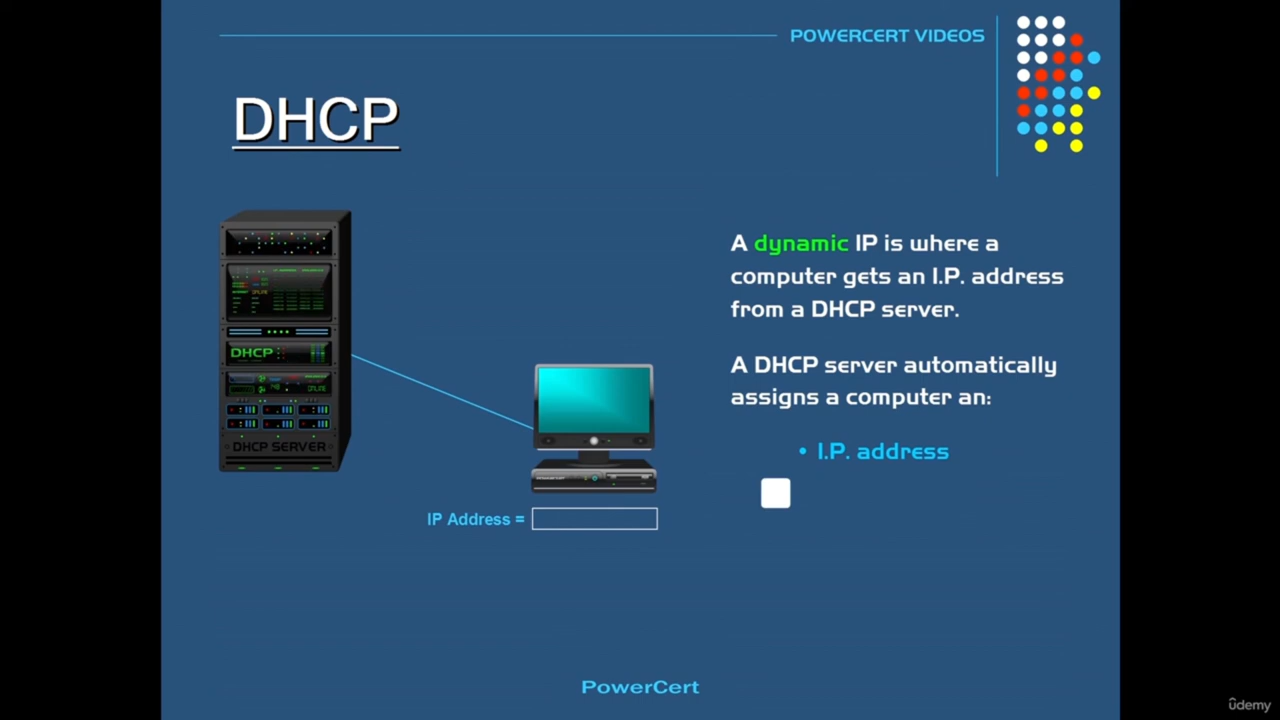 POWERCERT VIDEOS
DHCP
A dynamic IP is where a
computer gets an I.P. address
from a DHCP server.
DHCP
A DHCP server automatically
assigns a computer an:
DHCP SERVER
• I.P. address
IP Address =
PowerCert
ûdemy